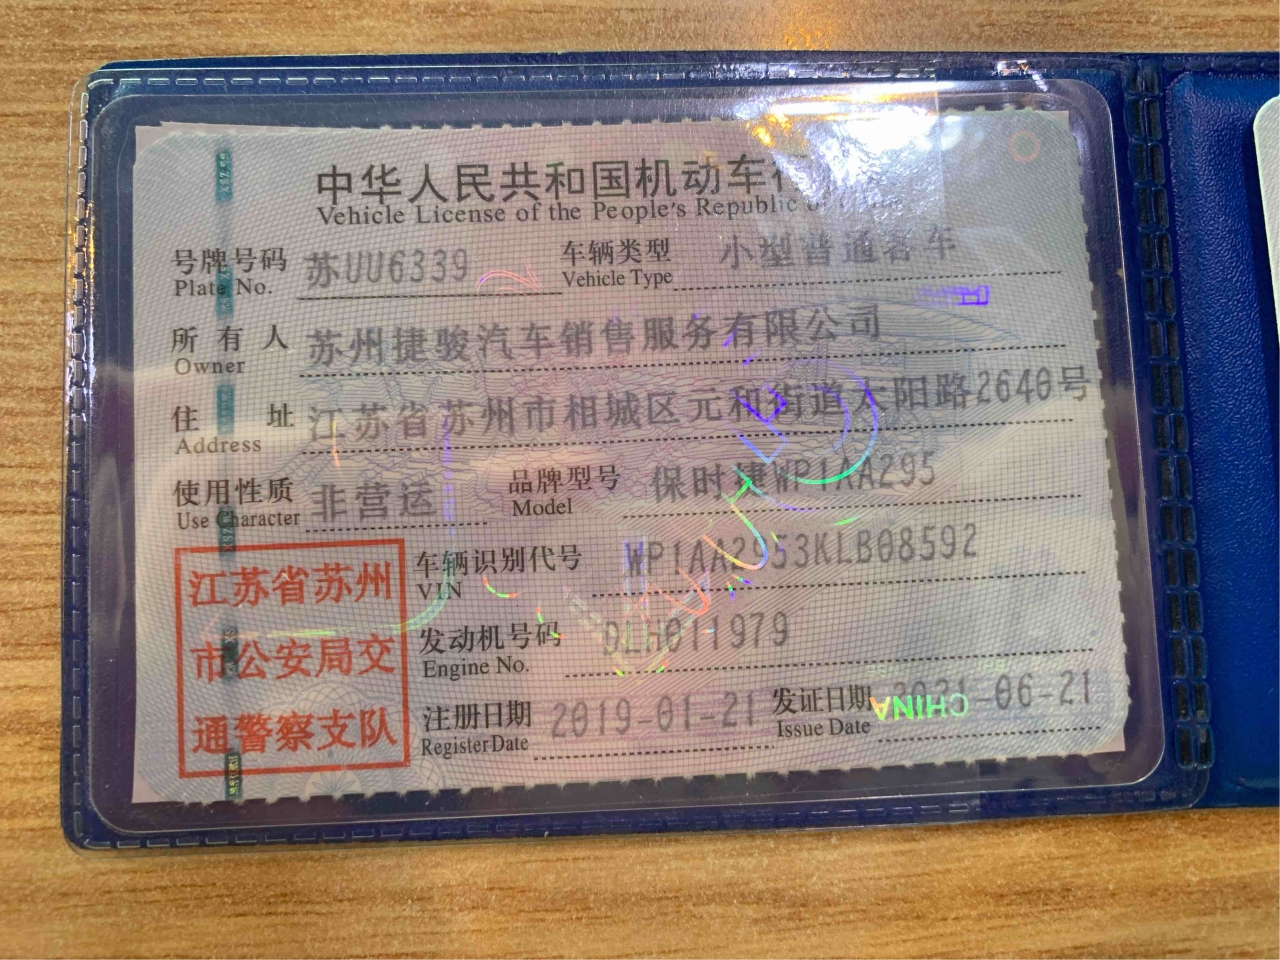 中华人民共和国机动车
Vehicle License of the People's Republic
号牌号码 苏UU6339 车辆类型 小型普通客车
Plate No. Vehicle Type
所有人 苏州捷骏汽车销售服务有限公司
Owner
住址 江苏省苏州市相城区元和街道太阳路2640号
Address
使用性质 非营运 品牌型号 保时捷WP1AA295
Use Character Model
江苏省苏州
市公安局交
通警察支队
车辆识别代号 WP1AA2953KLB08592
VIN
发动机号码 DLH011979
Engine No.
注册日期 2019-01-21 发证日期 2021-06-21
Register Date Issue Date
CHINA